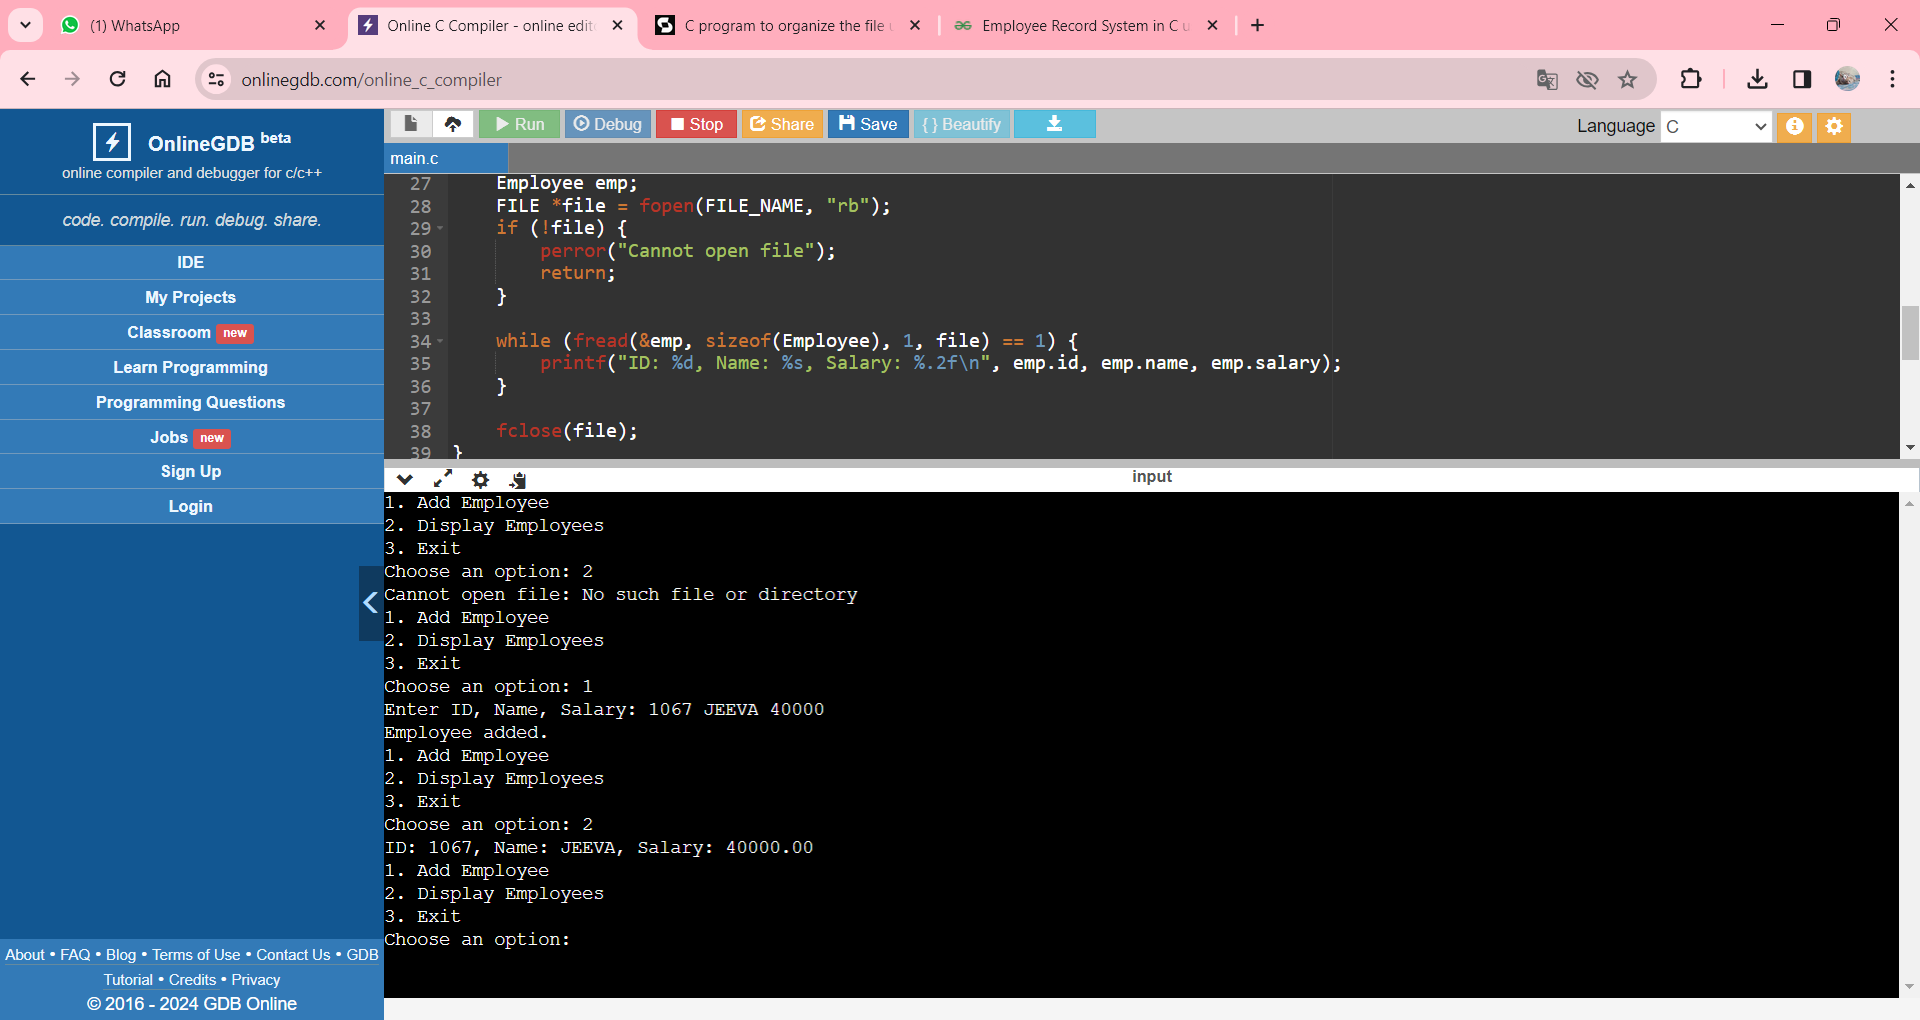 (1) WhatsApp
Online C Compiler - online edit
C program to organize the file
Employee Record System in C u
onlinegdb.com/online_c_compiler
OnlineGDB beta
online compiler and debugger for c/c++
code. compile. run. debug. share.
IDE
My Projects
Classroom new
Learn Programming
Programming Questions
Jobs new
Sign Up
Login
About • FAQ • Blog • Terms of Use • Contact Us • GDB
Tutorial • Credits • Privacy
© 2016 - 2024 GDB Online
Run Debug Stop Share Save { } Beautify
Language C
main.c
27 Employee emp;
28 FILE *file = fopen(FILE_NAME, "rb");
29 if (!file) {
30 perror("Cannot open file");
31 return;
32 }
33
34 while (fread(&emp, sizeof(Employee), 1, file) == 1) {
35 printf("ID: %d, Name: %s, Salary: %.2f\n", emp.id, emp.name, emp.salary);
36 }
37
38 fclose(file);
39 }
input
1. Add Employee
2. Display Employees
3. Exit
Choose an option: 2
Cannot open file: No such file or directory
1. Add Employee
2. Display Employees
3. Exit
Choose an option: 1
Enter ID, Name, Salary: 1067 JEEVA 40000
Employee added.
1. Add Employee
2. Display Employees
3. Exit
Choose an option: 2
ID: 1067, Name: JEEVA, Salary: 40000.00
1. Add Employee
2. Display Employees
3. Exit
Choose an option: